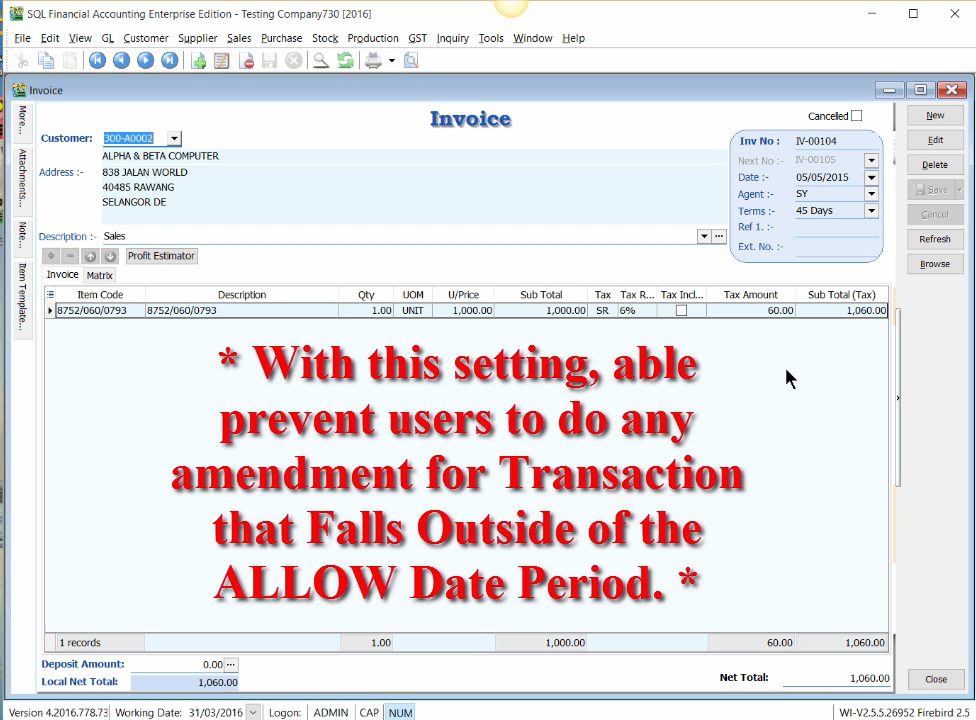 SQL Financial Accounting Enterprise Edition - Testing Company730 [2016]
File Edit View GL Customer Supplier Sales Purchase Stock Production GST Inquiry Tools Window Help
Invoice
More...
Attachments...
Note...
Item Template...
Invoice
Cancelled
Customer: 300-A0002
ALPHA & BETA COMPUTER
Address :- 838 JALAN WORLD
40485 RAWANG
SELANGOR DE
Inv No : IV-00104
Next No :- IV-00105
Date :- 05/05/2015
Agent :- SY
Terms :- 45 Days
Ref 1. :-
Ext. No. :-
Description :- Sales
Profit Estimator
Invoice Matrix
Item Code Description Qty UOM U/Price Sub Total Tax Tax R... Tax Incl... Tax Amount Sub Total (Tax)
8752/060/0793 8752/060/0793 1.00 UNIT 1,000.00 1,000.00 SR 6% 60.00 1,060.00
* With this setting, able
prevent users to do any
amendment for Transaction
that Falls Outside of the
ALLOW Date Period. *
1 records 1.00 1,000.00 60.00 1,060.00
Deposit Amount: 0.00
Local Net Total: 1,060.00
Net Total: 1,060.00
New
Edit
Delete
Save
Cancel
Refresh
Browse
Close
Version 4.2016.778.73 Working Date: 31/03/2016 Logon: ADMIN CAP NUM WI-V2.5.5.26952 Firebird 2.5